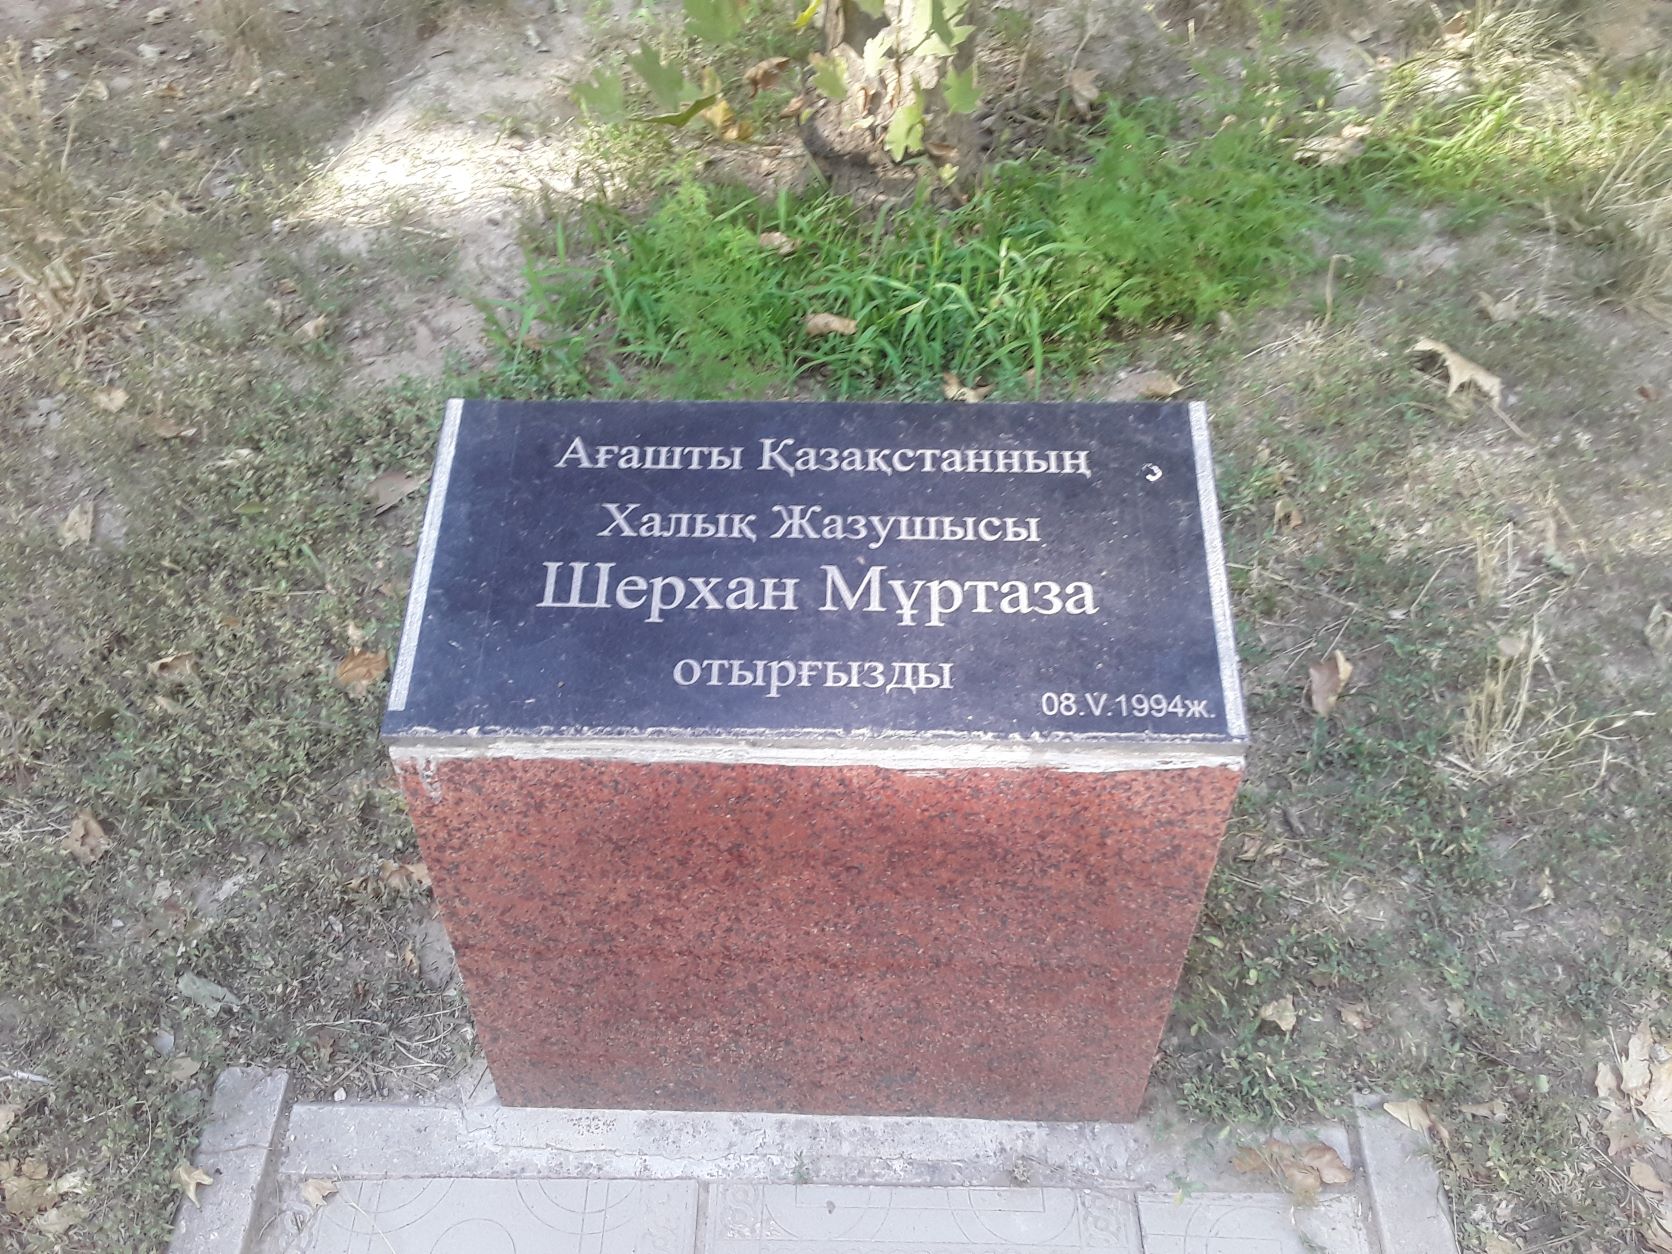 Ағашты Қазақстанның
Халық Жазушысы
Шерхан Мұртаза
отырғызды
08.V.1994ж.